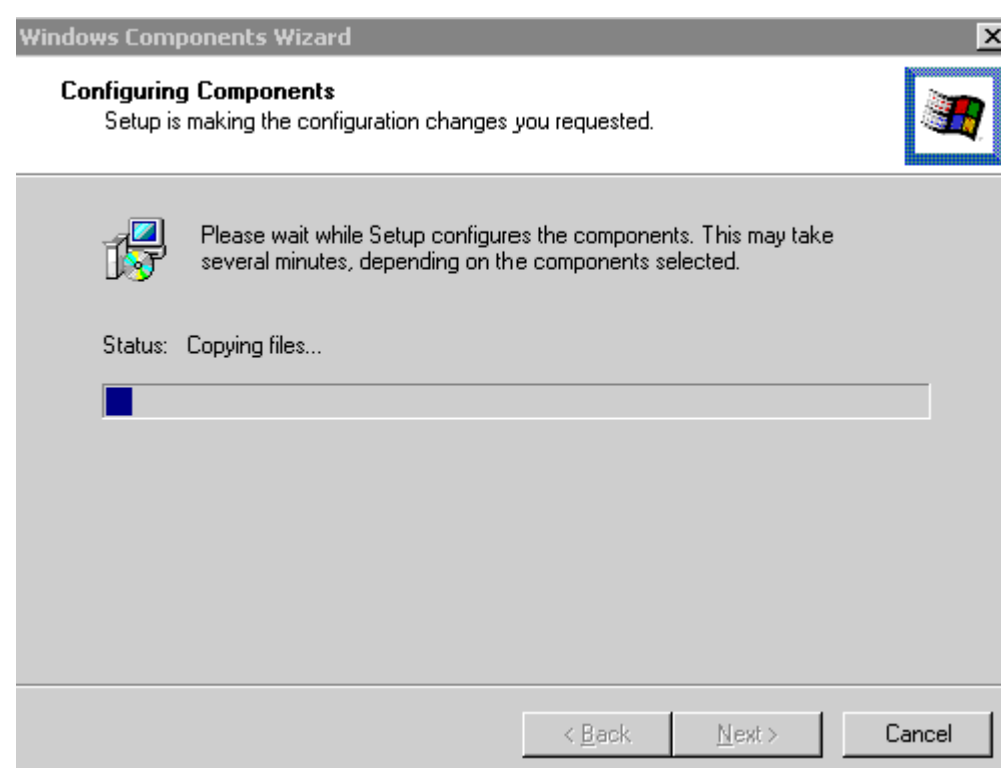 Windows Components Wizard
Configuring Components
Setup is making the configuration changes you requested.
Please wait while Setup configures the components. This may take
several minutes, depending on the components selected.
Status: Copying files...
< Back Next > Cancel